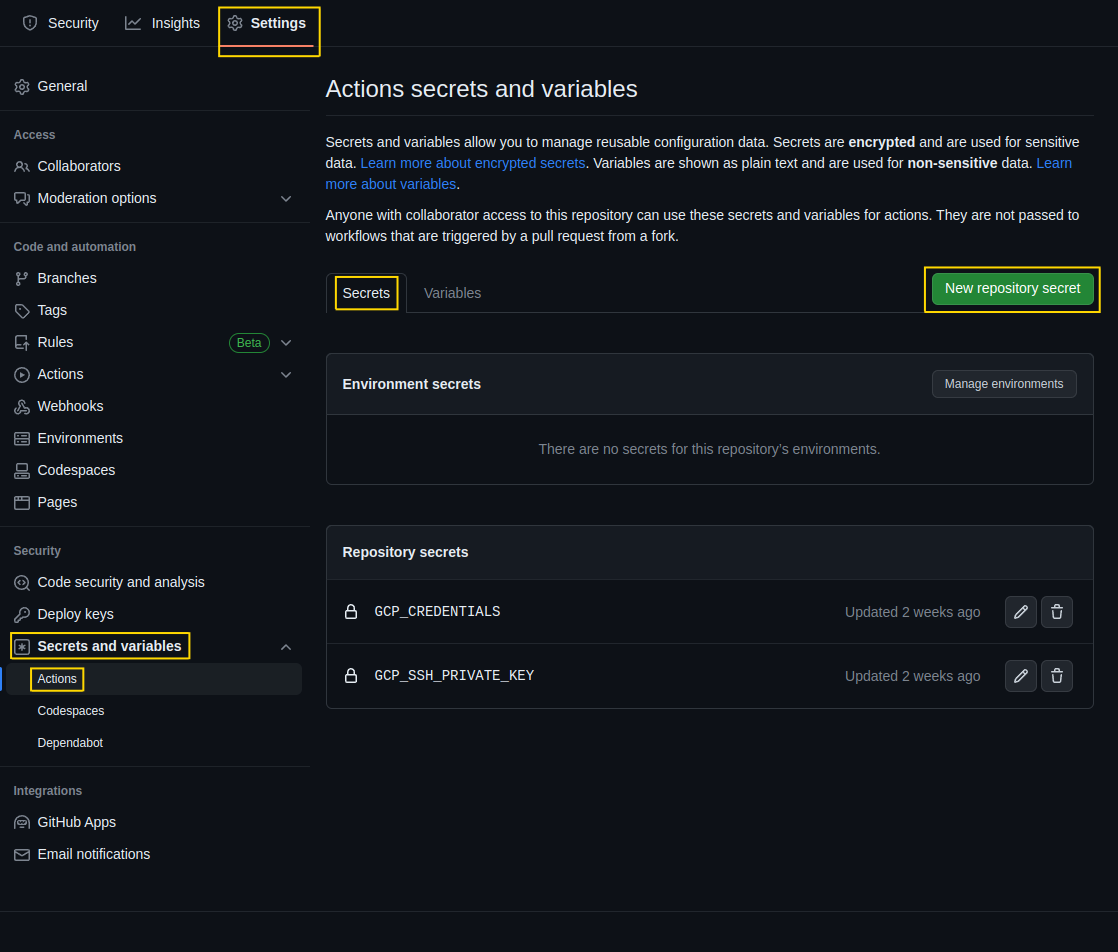 Security
Insights
Settings
General
Access
Collaborators
Moderation options
Code and automation
Branches
Tags
Rules
Beta
Actions
Webhooks
Environments
Codespaces
Pages
Security
Code security and analysis
Deploy keys
Secrets and variables
Actions
Codespaces
Dependabot
Integrations
GitHub Apps
Email notifications
Actions secrets and variables
Secrets and variables allow you to manage reusable configuration data. Secrets are encrypted and are used for sensitive
data. Learn more about encrypted secrets. Variables are shown as plain text and are used for non-sensitive data. Learn
more about variables.
Anyone with collaborator access to this repository can use these secrets and variables for actions. They are not passed to
workflows that are triggered by a pull request from a fork.
Secrets
Variables
New repository secret
Environment secrets
Manage environments
There are no secrets for this repository's environments.
Repository secrets
GCP_CREDENTIALS
Updated 2 weeks ago
GCP_SSH_PRIVATE_KEY
Updated 2 weeks ago